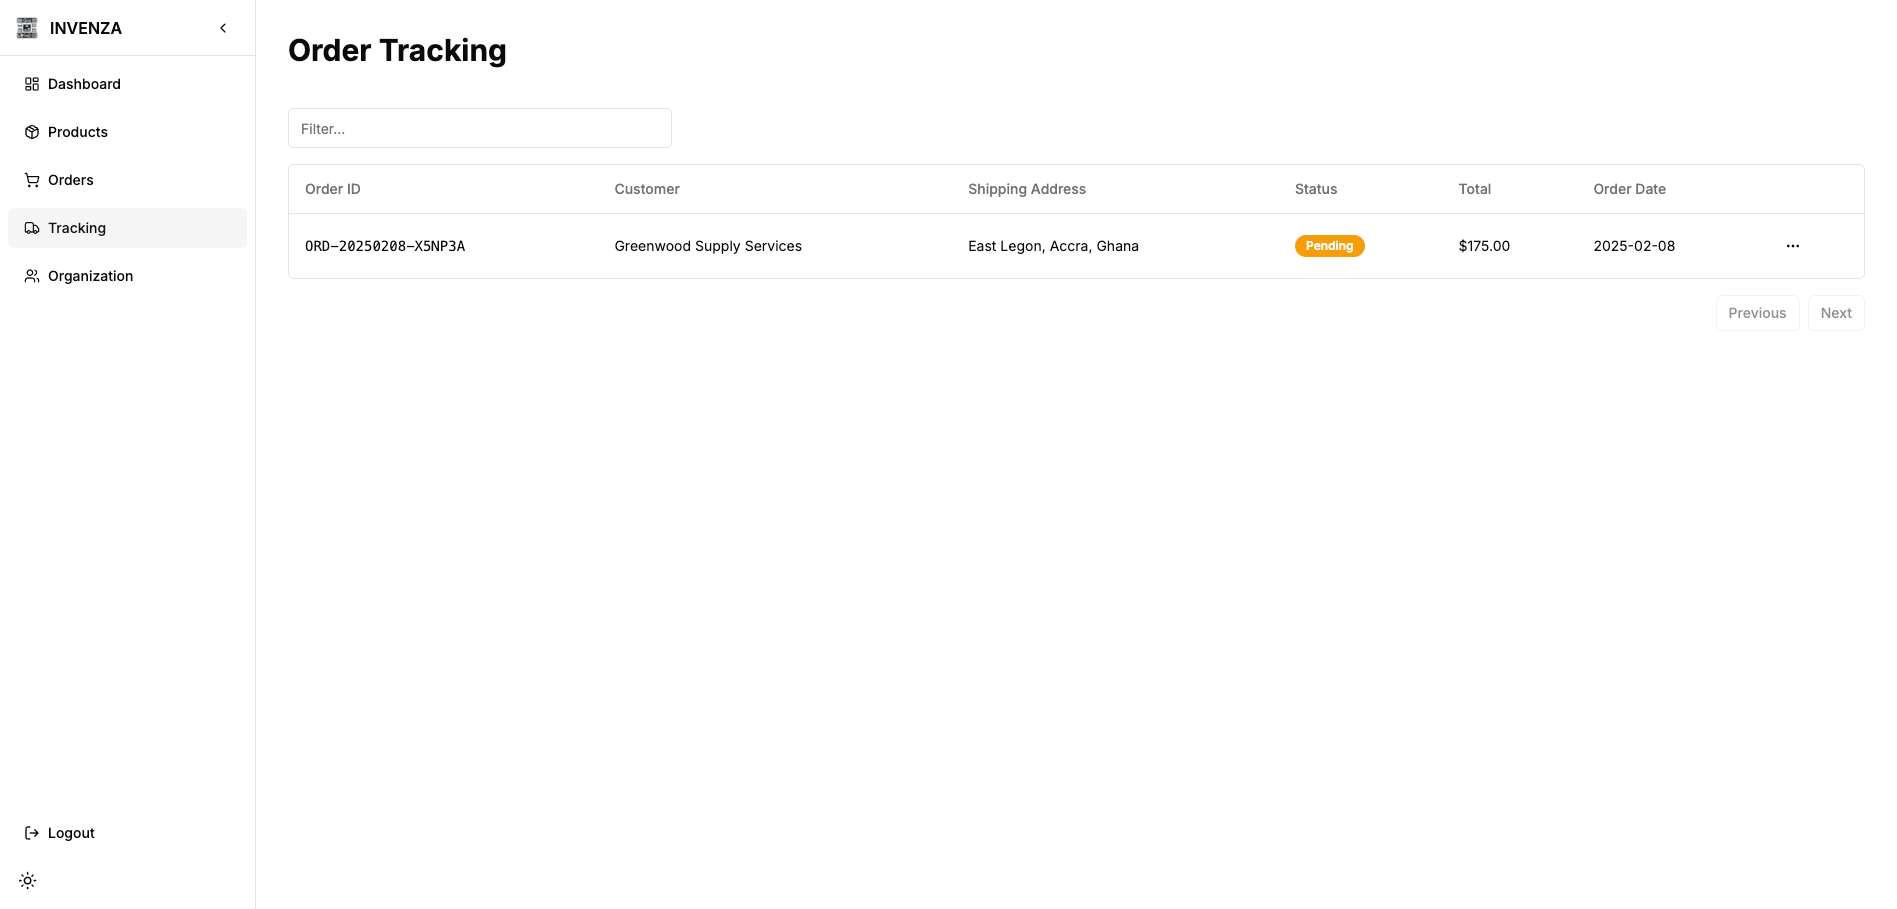 INVENZA
Dashboard
Products
Orders
Tracking
Organization
Logout
Order Tracking
Filter...
Order ID Customer Shipping Address Status Total Order Date
ORD-20250208-X5NP3A Greenwood Supply Services East Legon, Accra, Ghana Pending $175.00 2025-02-08 ...
Previous Next